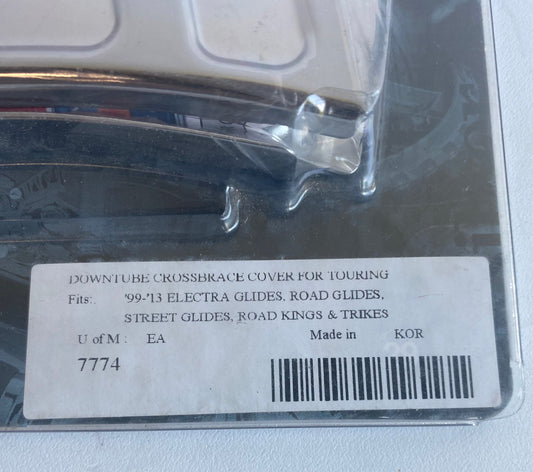 DOWNTUBE CROSSBRACE COVER FOR TOURING
Fits:. '99-'13 ELECTRA GLIDES, ROAD GLIDES,
STREET GLIDES, ROAD KINGS & TRIKES
U of M : EA Made in KOR
7774